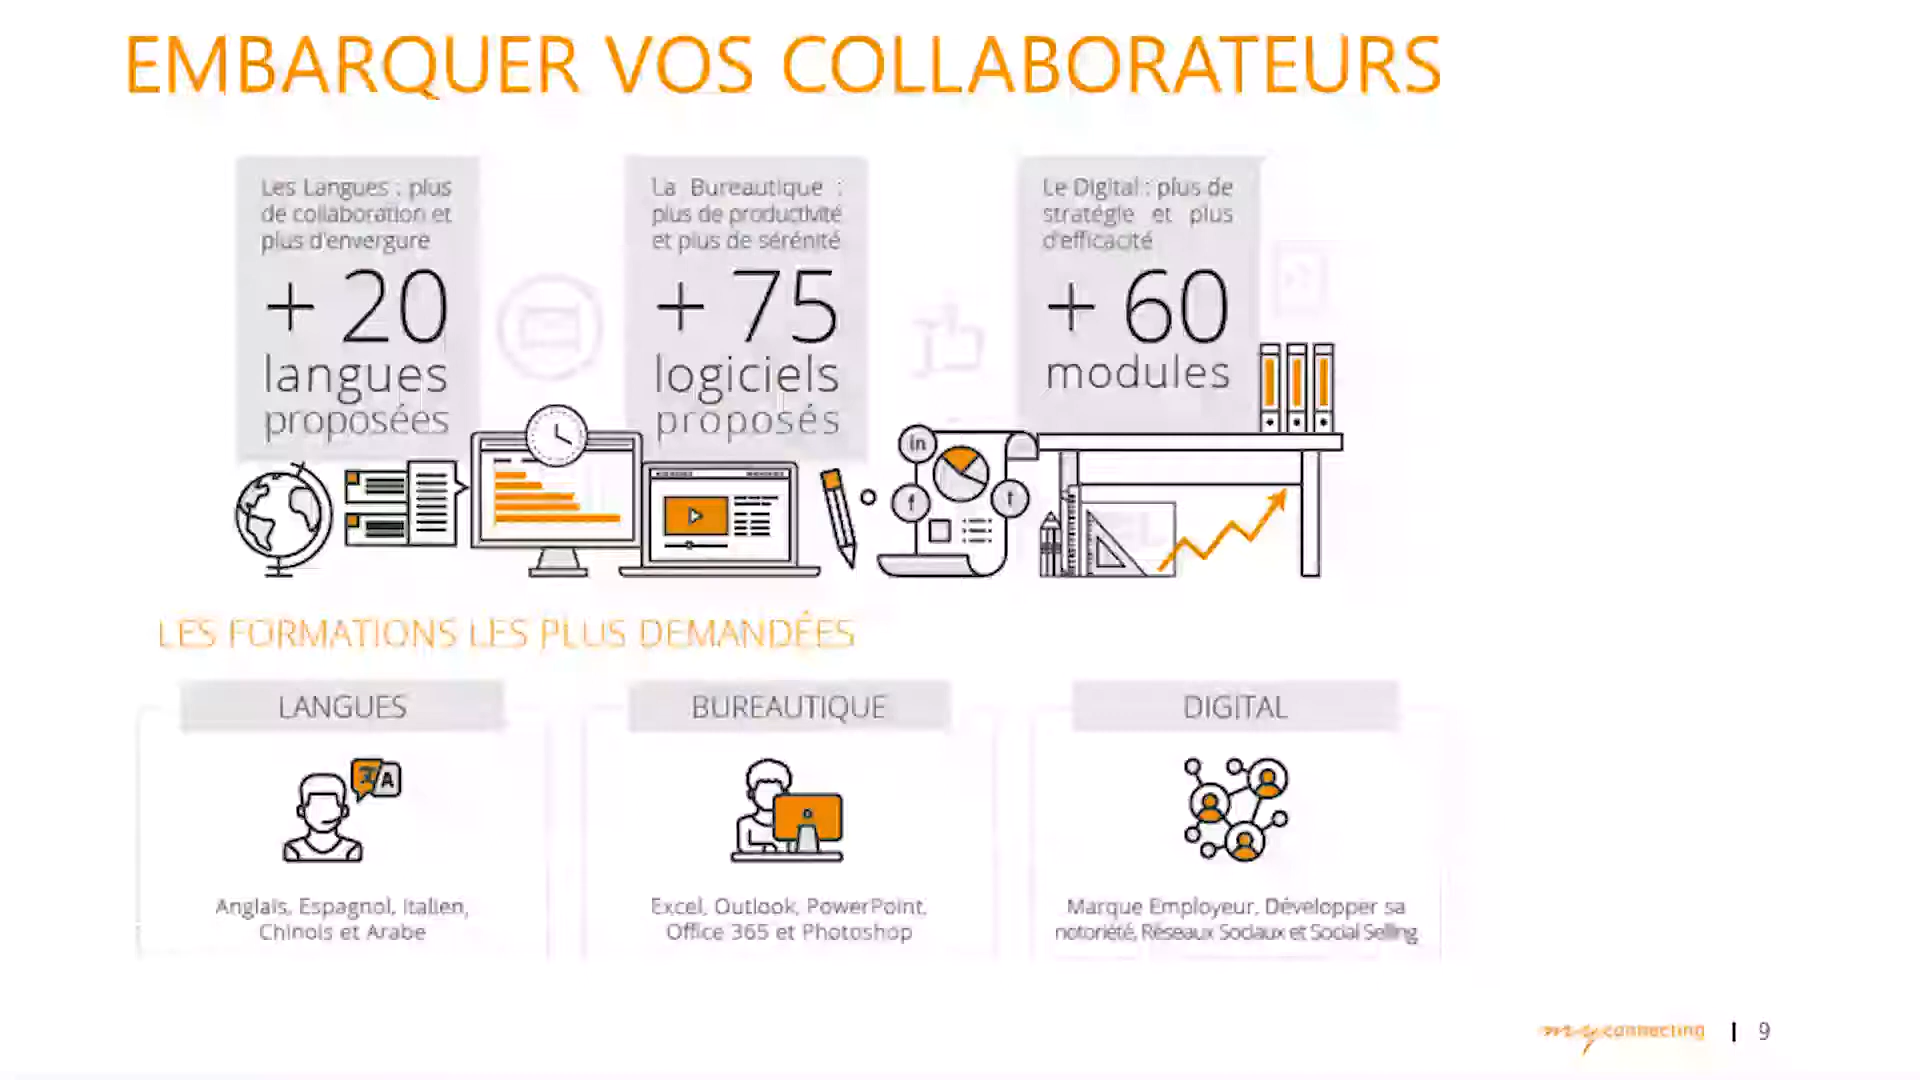 EMBARQUER VOS COLLABORATEURS
Les Langues : plus
de collaboration et
plus d'envergure
+ 20
langues
proposées
La Bureautique :
plus de productivité
et plus de sérénité
+ 75
logiciels
proposés
Le Digital : plus de
stratégie et plus
d'efficacité
+ 60
modules
in
f
t
LES FORMATIONS LES PLUS DEMANDÉES
LANGUES
A
Anglais, Espagnol, Italien,
Chinois et Arabe
BUREAUTIQUE
Excel, Outlook, PowerPoint,
Office 365 et Photoshop
DIGITAL
Marque Employeur, Développer sa
notoriété, Réseaux Sociaux et Social Selling
connecting
| 9